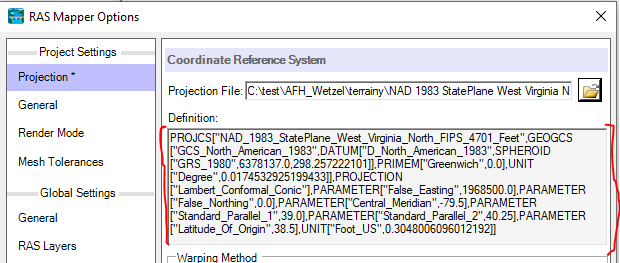 RAS Mapper Options
Project Settings
Projection *
General
Render Mode
Mesh Tolerances
Global Settings
General
RAS Layers
Coordinate Reference System
Projection File: C:\test\AFH_Wetzel\terrainy\NAD 1983 StatePlane West Virginia N
Definition:
PROJCS["NAD_1983_StatePlane_West_Virginia_North_FIPS_4701_Feet",GEOGCS
["GCS_North_American_1983",DATUM["D_North_American_1983",SPHEROID
["GRS_1980",6378137.0,298.257222101]],PRIMEM["Greenwich",0.0],UNIT
["Degree",0.0174532925199433]],PROJECTION
["Lambert_Conformal_Conic"],PARAMETER["False_Easting",1968500.0],PARAMETER
["False_Northing",0.0],PARAMETER["Central_Meridian",-79.5],PARAMETER
["Standard_Parallel_1",39.0],PARAMETER["Standard_Parallel_2",40.25],PARAMETER
["Latitude_Of_Origin",38.5],UNIT["Foot_US",0.3048006096012192]]
Warping Method